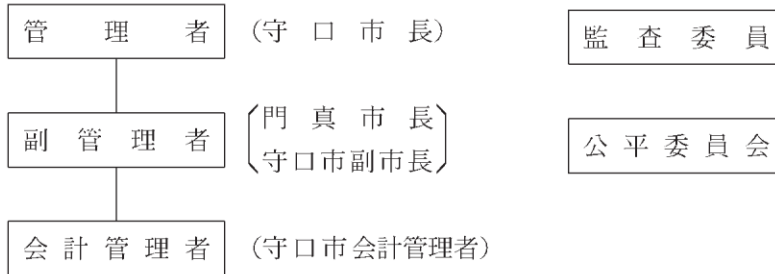 管理者 (守口市長) 監査委員
副管理者 門真市長
守口市副市長 公平委員会
会計管理者 (守口市会計管理者)